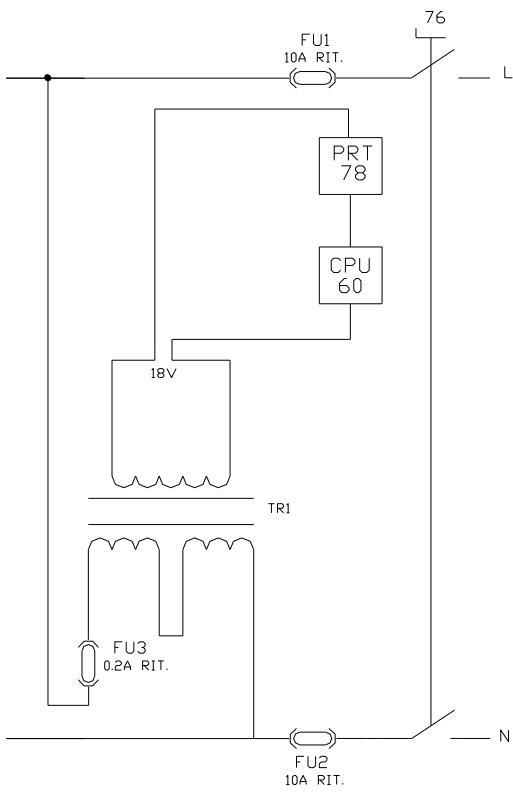 76
FU1
10A RIT.
L
PRT
78
CPU
60
18V
TR1
FU3
0.2A RIT.
N
FU2
10A RIT.